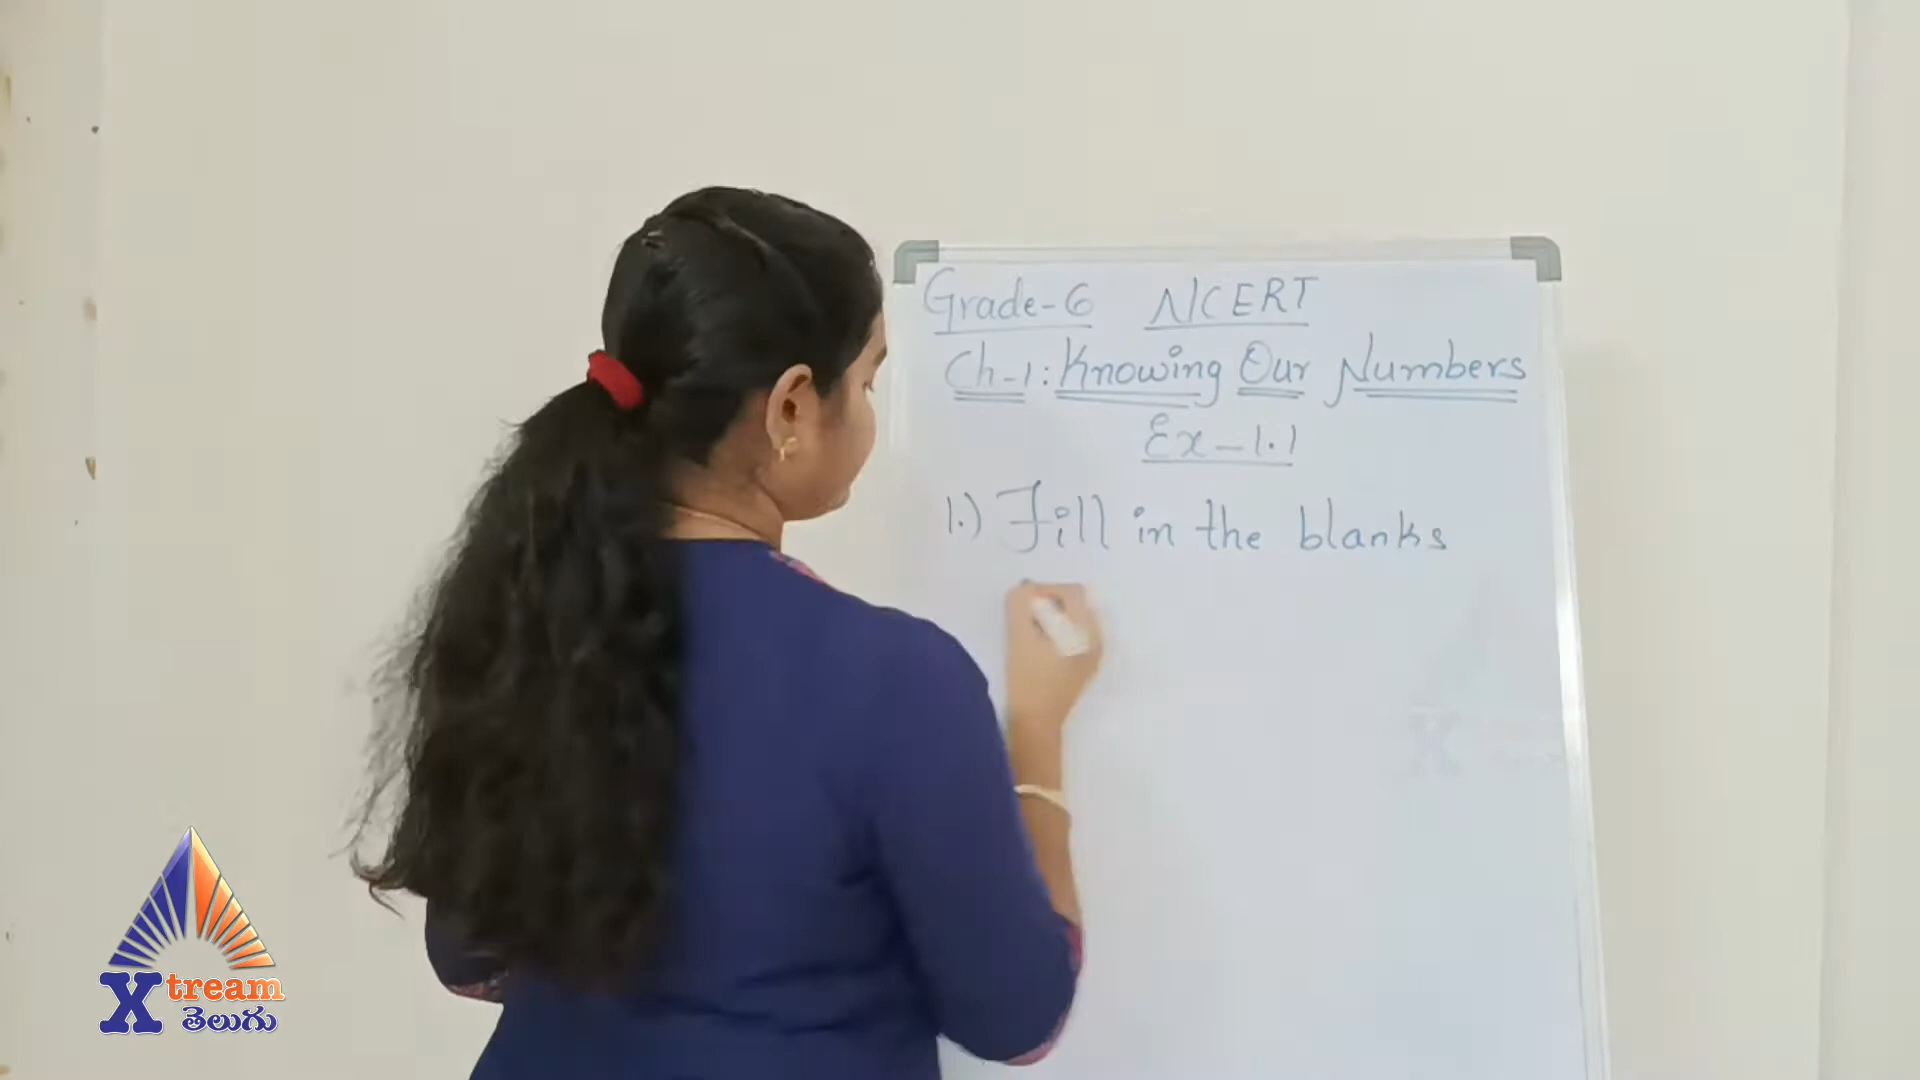 Grade-6 NCERT
Ch-1: Knowing Our Numbers
Ex-1.1
1.) Fill in the blanks
Xtream
తెలుగు